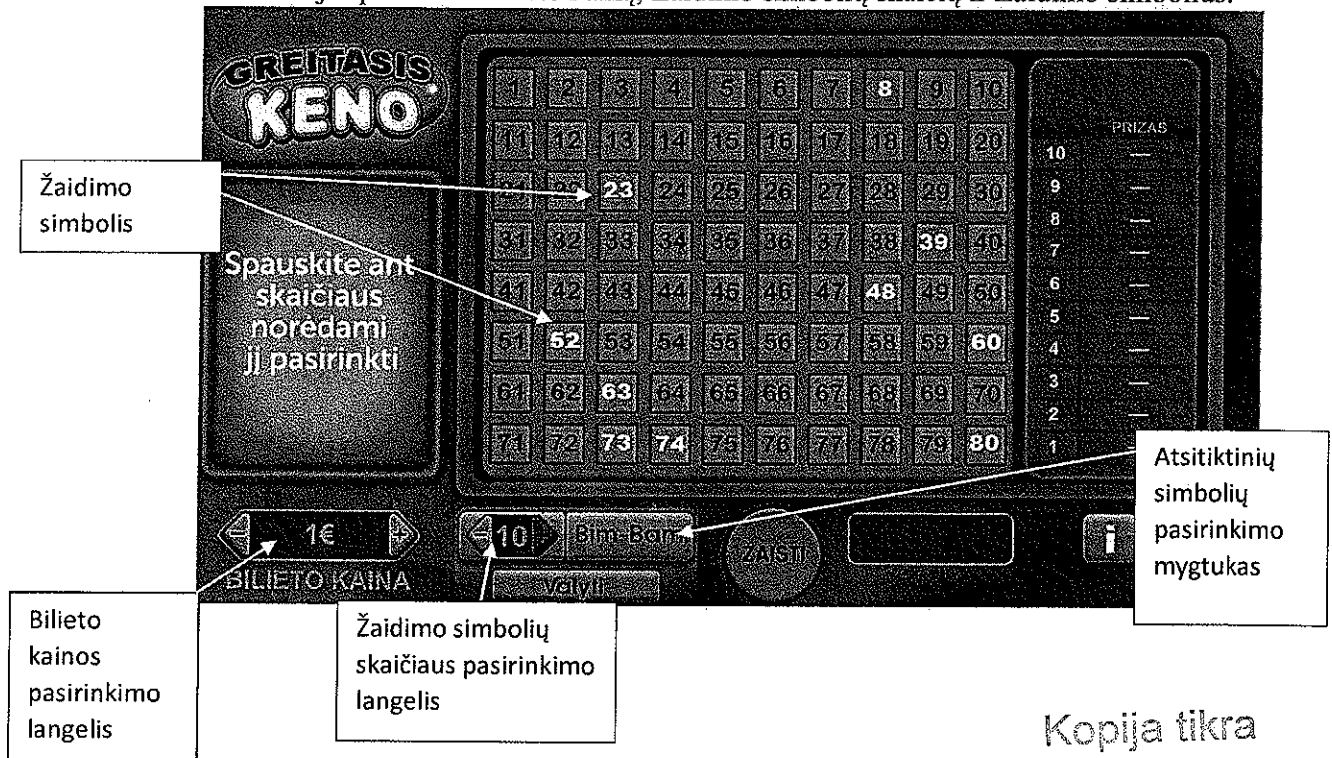 GREITASIS
KENO
Žaidimo
simbolis
Spauskite ant
skaičiaus
norėdami
jį pasirinkti
1 2 3 4 5 6 7 8 9 10
11 12 13 14 15 16 17 18 19 20
21 22 23 24 25 26 27 28 29 30
31 32 33 34 35 36 37 38 39 40
41 42 43 44 45 46 47 48 49 50
51 52 53 54 55 56 57 58 59 60
61 62 63 64 65 66 67 68 69 70
71 72 73 74 75 76 77 78 79 80
PRIZAS
10 —
9 —
8 —
7 —
6 —
5 —
4 —
3 —
2 —
1
1€
BILIETO KAINA
10
Bim-Bam
Valyti
ŽAISTI
i
Atsitiktinių
simbolių
pasirinkimo
mygtukas
Bilieto
kainos
pasirinkimo
langelis
Žaidimo simbolių
skaičiaus pasirinkimo
langelis
Kopija tikra